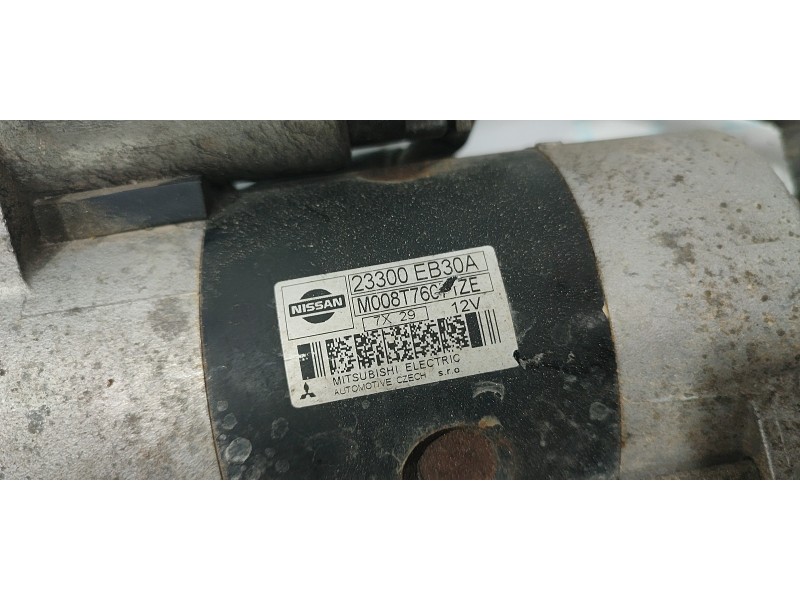 NISSAN
23300 EB30A
12V
7X 29
MITSUBISHI ELECTRIC
AUTOMOTIVE CZECH s.r.o